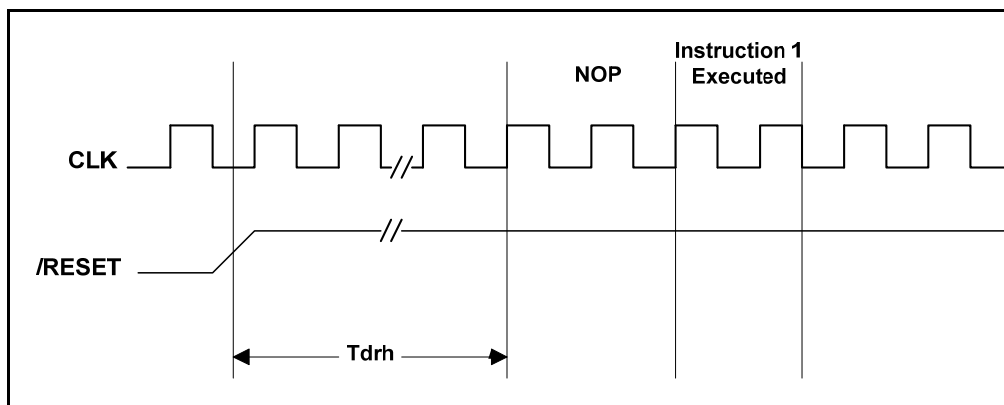 Instruction 1
Executed
NOP
CLK
/RESET
Tdrh